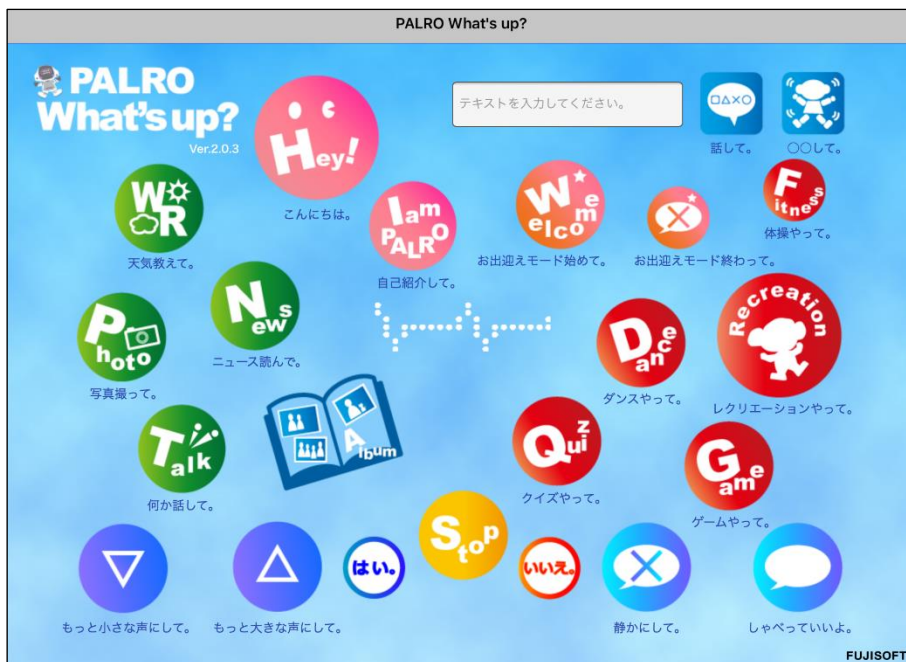 PALRO What's up?
PALRO
What's up?
Ver.2.0.3
Hey!
こんにちは。
テキストを入力してください。
話して。
○○して。
WR
天気教えて。
I am
PALRO
自己紹介して。
Welcome
お出迎えモード始めて。
お出迎えモード終わって。
Fitness
体操やって。
News
ニュース読んで。
Photo
写真撮って。
Dance
ダンスやって。
Recreation
レクリエーションやって。
Talk
何か話して。
Album
Quiz
クイズやって。
Game
ゲームやって。
もっと小さな声にして。
もっと大きな声にして。
はい。
Stop
いいえ。
静かにして。
しゃべっていいよ。
FUJISOFT